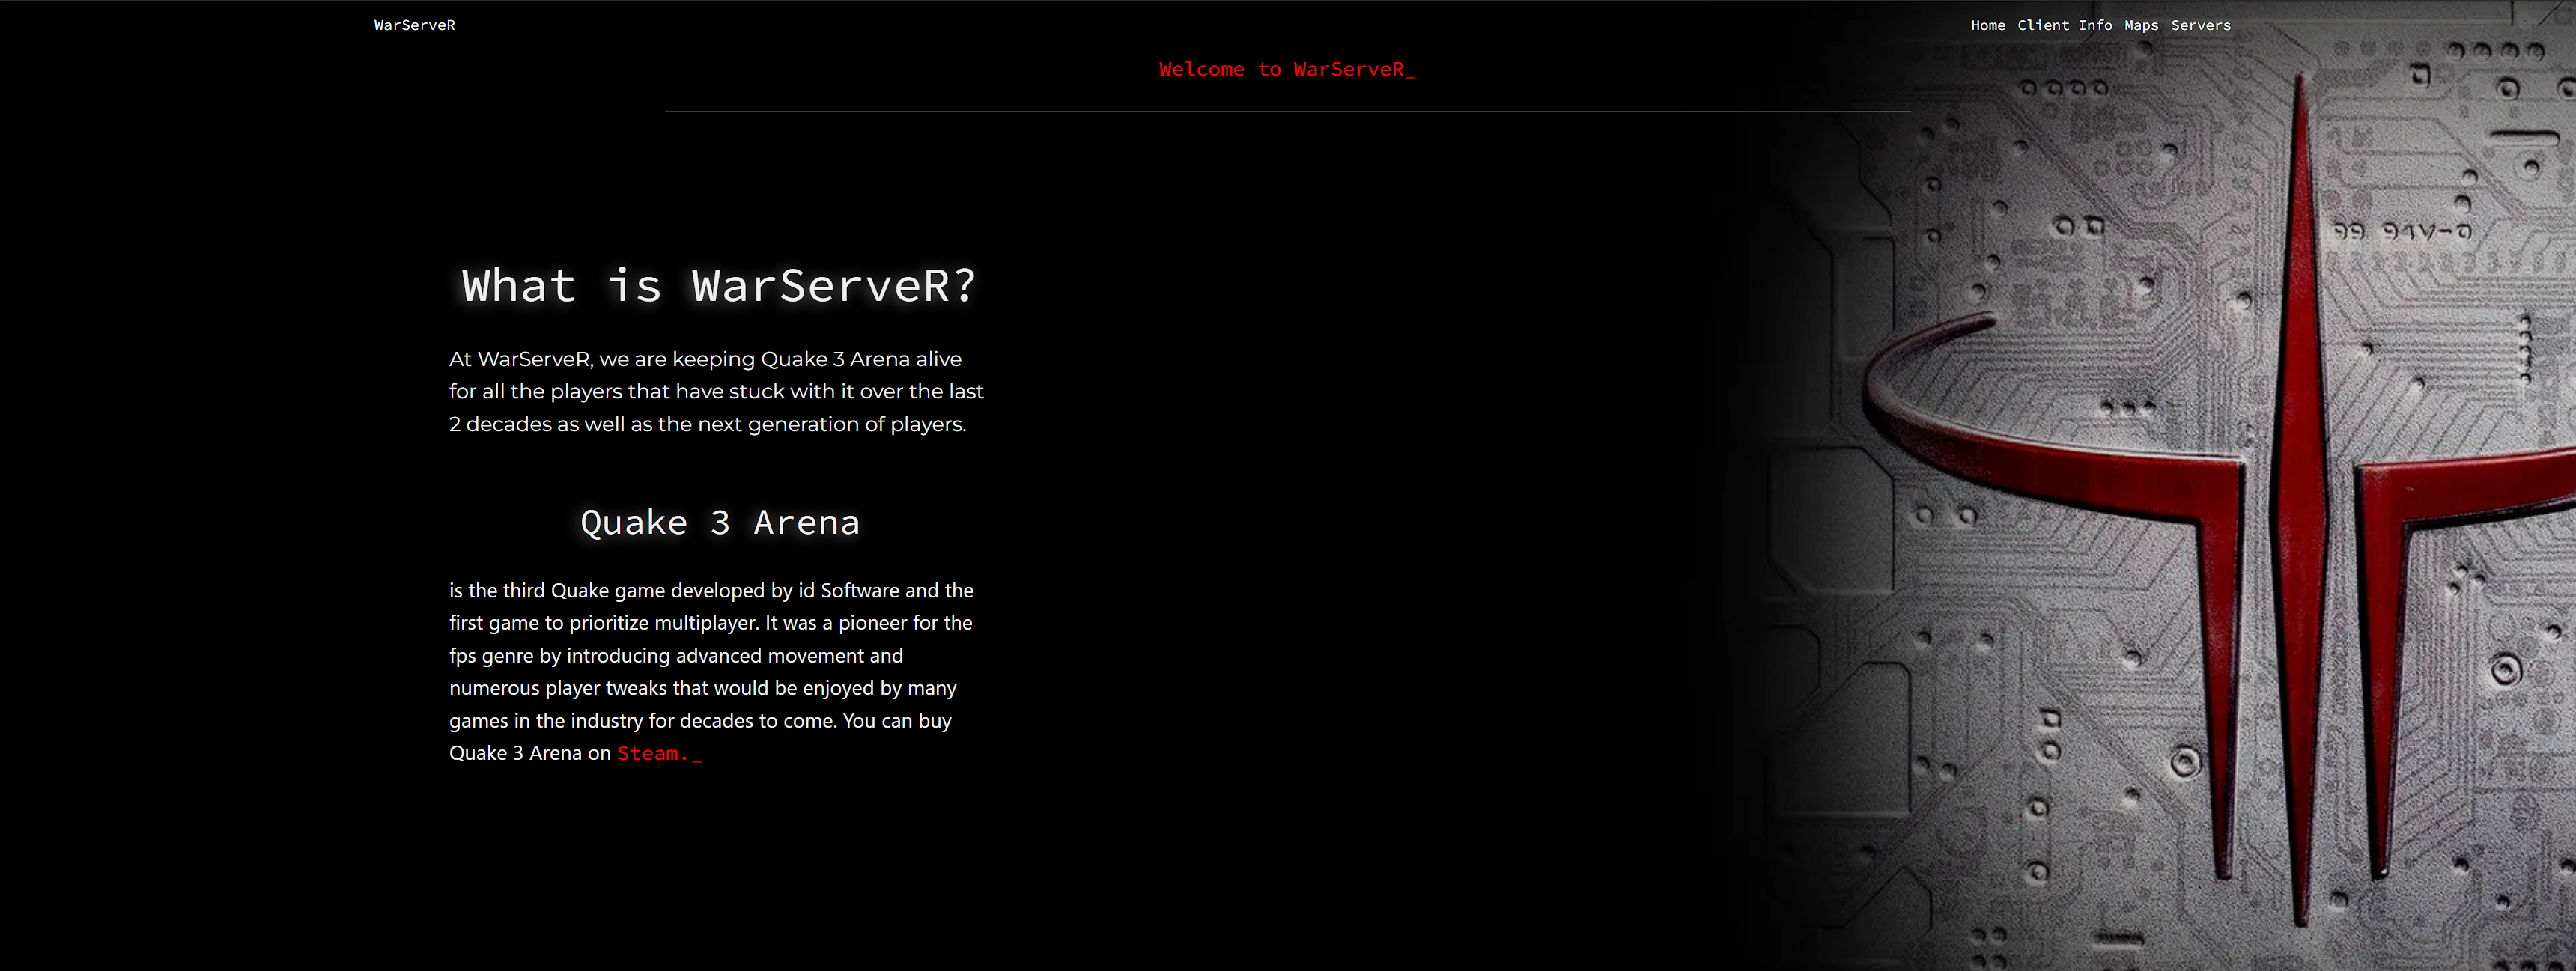 WarServeR
Home Client Info Maps Servers
Welcome to WarServeR_
What is WarServeR?
At WarServeR, we are keeping Quake 3 Arena alive
for all the players that have stuck with it over the last
2 decades as well as the next generation of players.
Quake 3 Arena
is the third Quake game developed by id Software and the
first game to prioritize multiplayer. It was a pioneer for the
fps genre by introducing advanced movement and
numerous player tweaks that would be enjoyed by many
games in the industry for decades to come. You can buy
Quake 3 Arena on Steam._